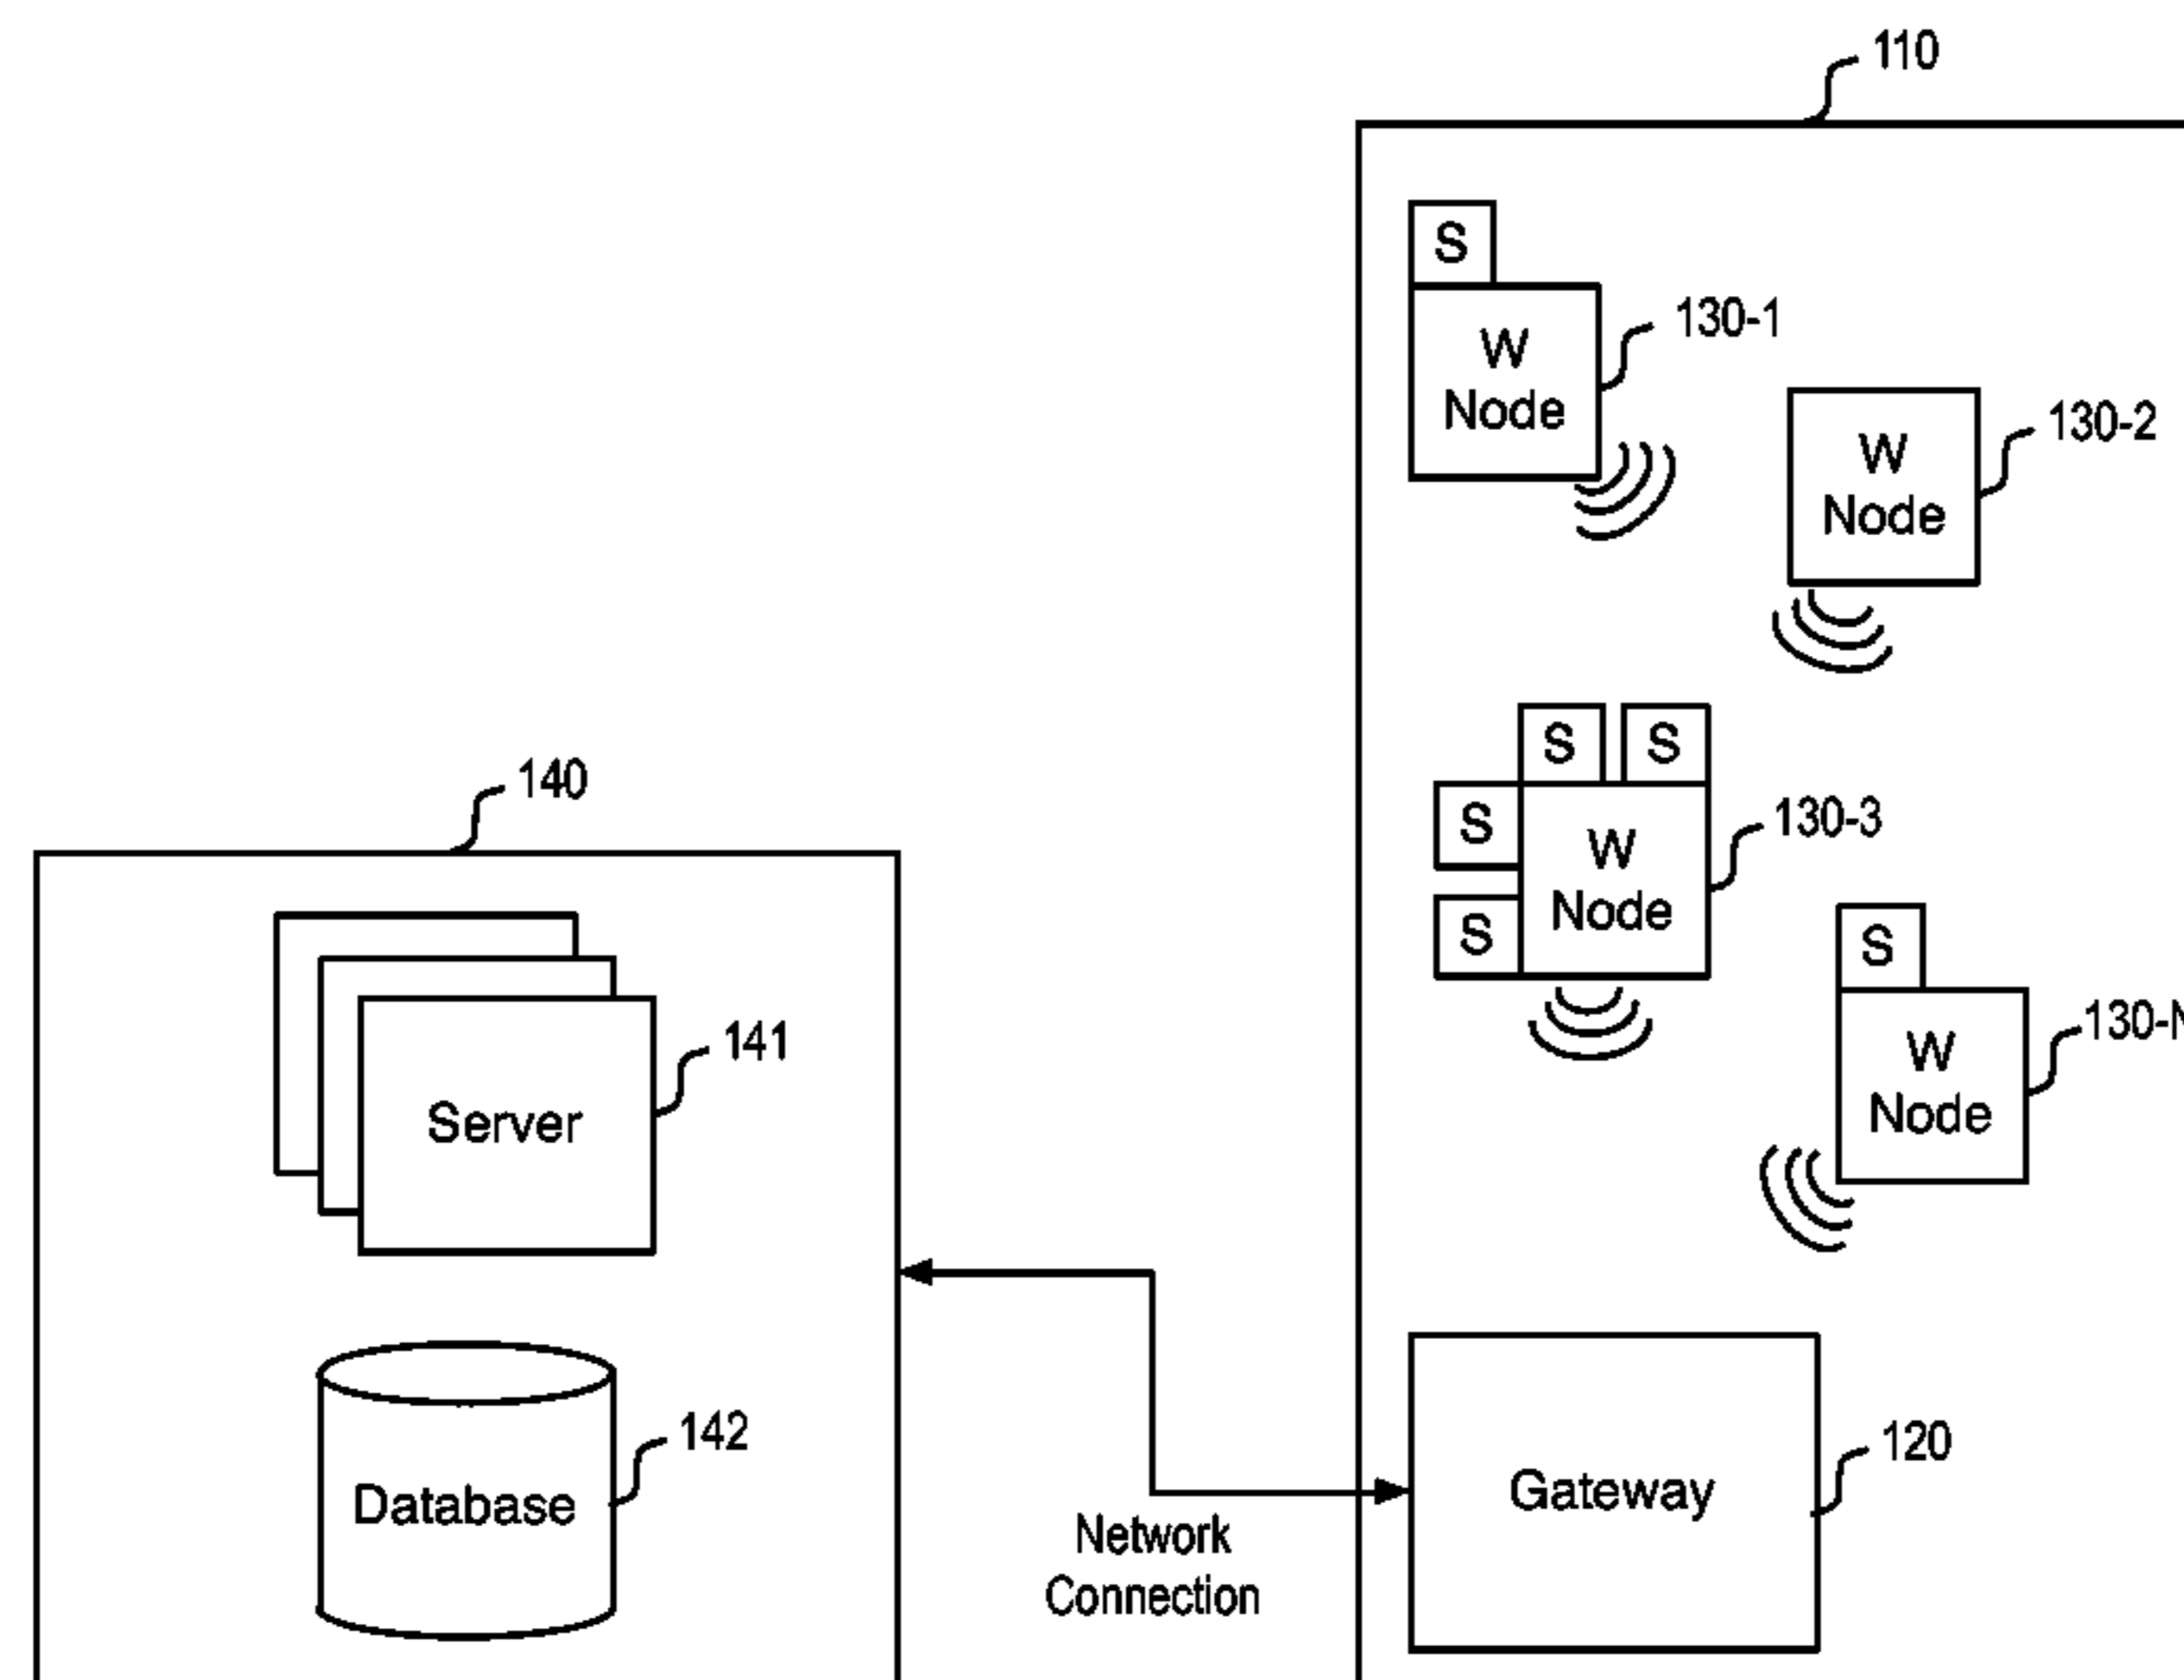 110
S
W
Node
130-1
W
Node
130-2
S S
S
S
W
Node
130-3
S
W
Node
130-N
140
Server
141
Database
142
Network
Connection
Gateway
120